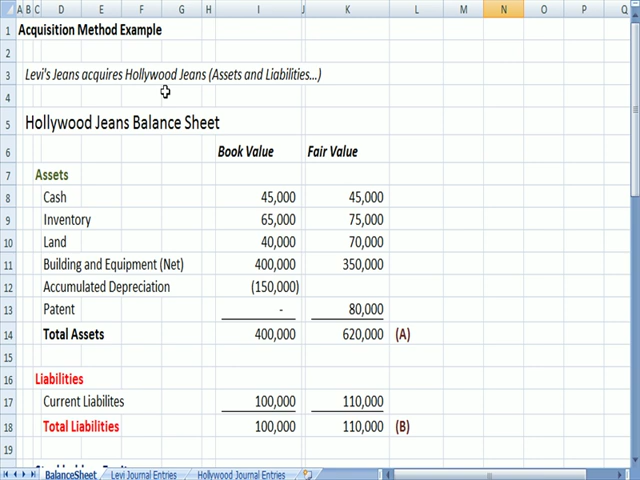 A B C D E F G H I J K L M N O P Q
1 Acquisition Method Example
2
3 Levi's Jeans acquires Hollywood Jeans (Assets and Liabilities...)
4
5 Hollywood Jeans Balance Sheet
6 Book Value Fair Value
7 Assets
8 Cash 45,000 45,000
9 Inventory 65,000 75,000
10 Land 40,000 70,000
11 Building and Equipment (Net) 400,000 350,000
12 Accumulated Depreciation (150,000)
13 Patent - 80,000
14 Total Assets 400,000 620,000 (A)
15
16 Liabilities
17 Current Liabilites 100,000 110,000
18 Total Liabilities 100,000 110,000 (B)
19
BalanceSheet Levi Journal Entries Hollywood Journal Entries